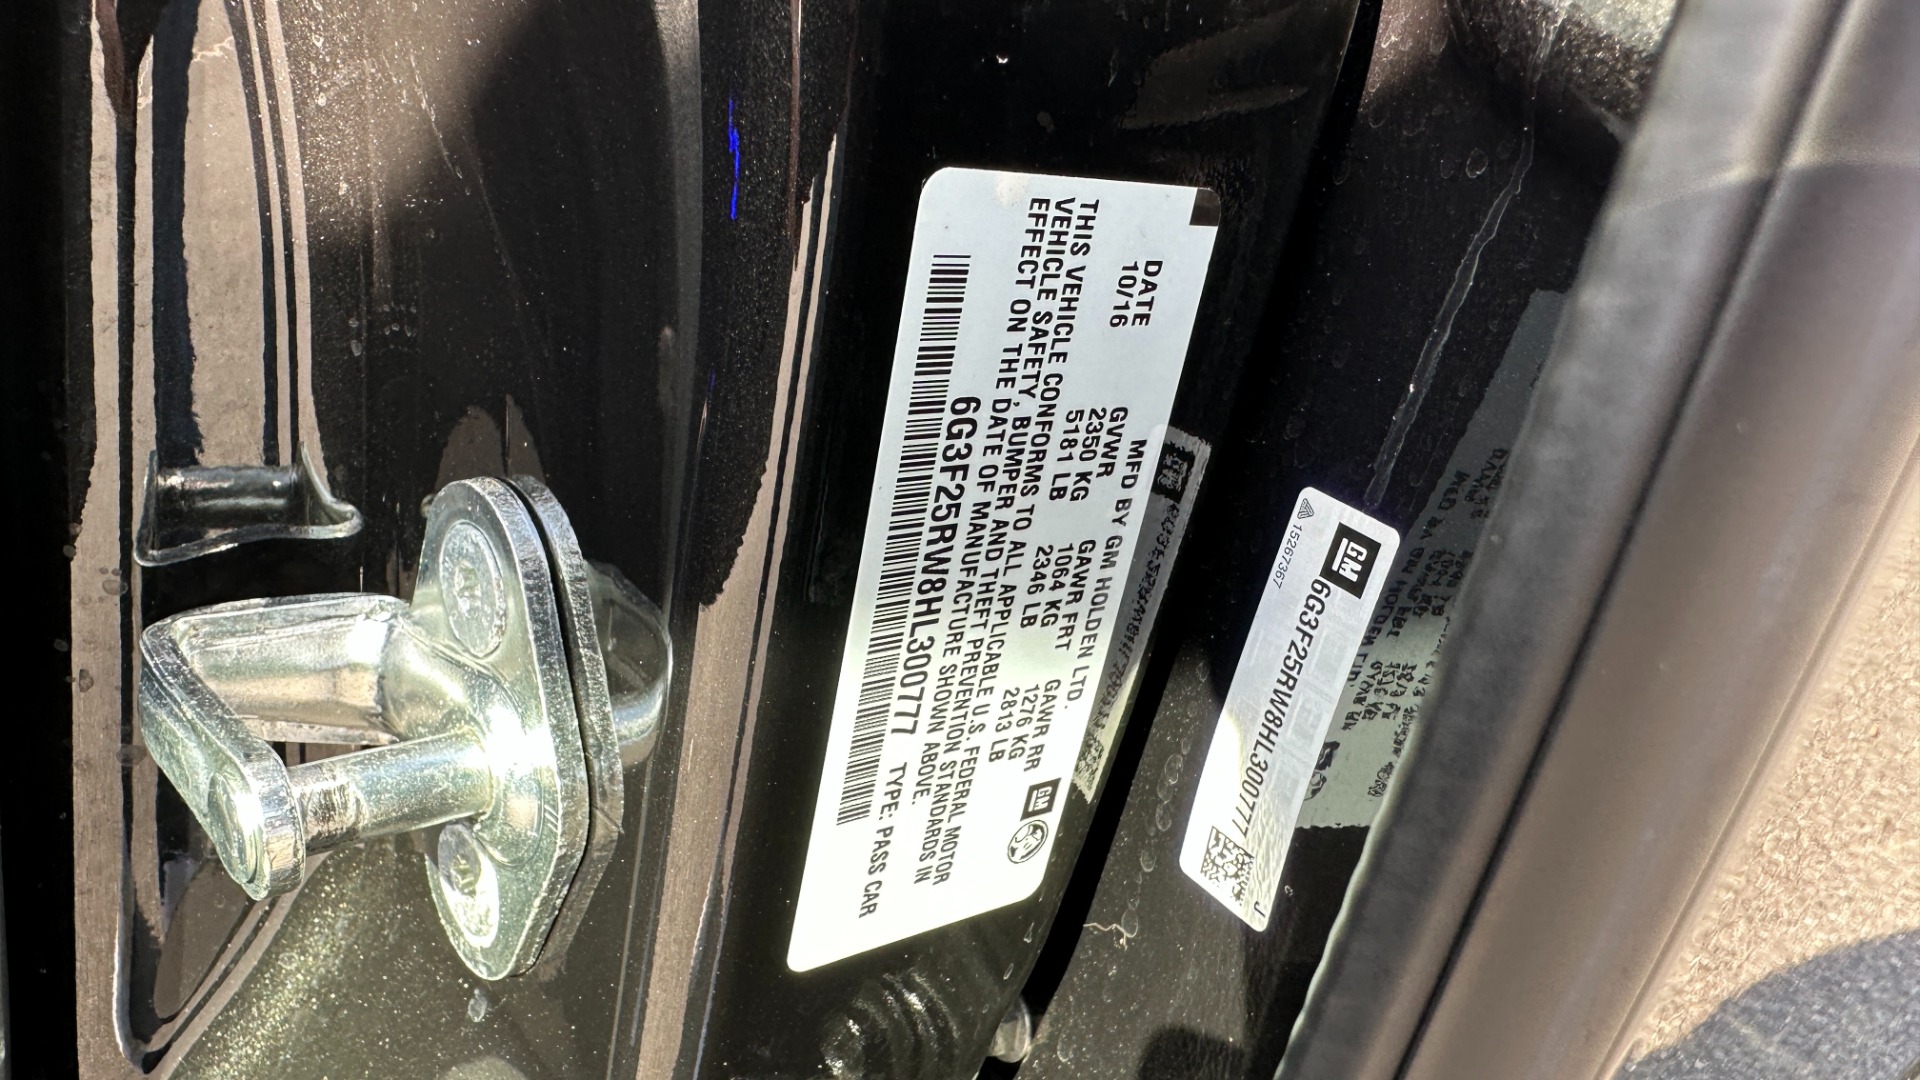 MFD BY GM HOLDEN LTD.
DATE
10/16
GVWR
2350 KG
5181 LB
GAWR FRT
1064 KG
2346 LB
GAWR RR
1276 KG
2813 LB
GM
THIS VEHICLE CONFORMS TO ALL APPLICABLE U.S. FEDERAL MOTOR
VEHICLE SAFETY, BUMPER AND THEFT PREVENTION STANDARDS IN
EFFECT ON THE DATE OF MANUFACTURE SHOWN ABOVE.
6G3F25RW8HL300777 TYPE: PASS CAR
GM
6G3F25RW8HL300777
15267367
J